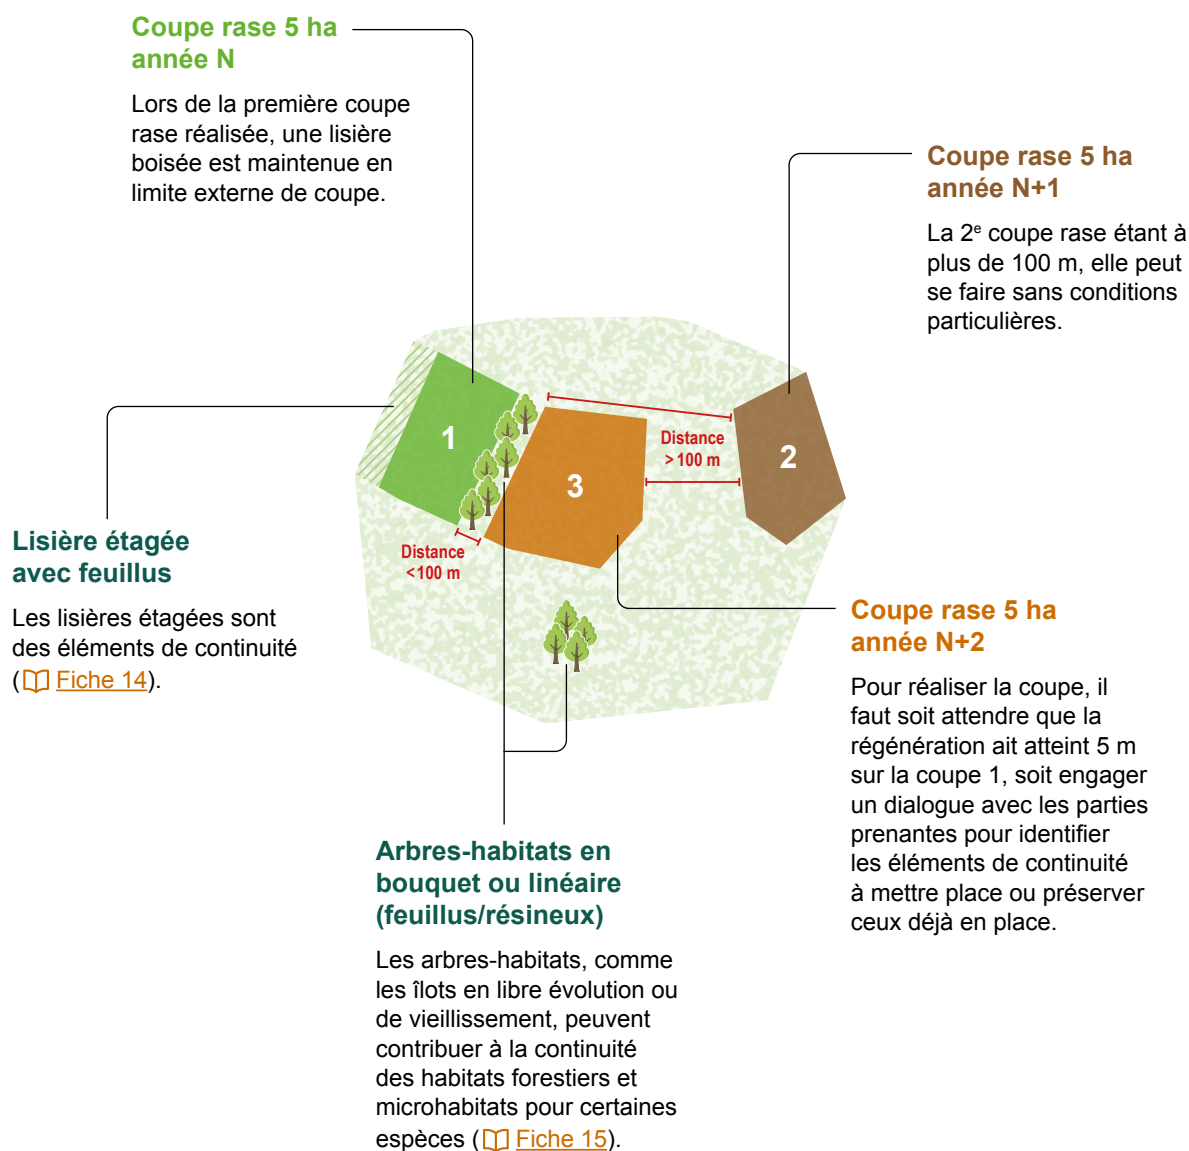 Coupe rase 5 ha
année N
Lors de la première coupe
rase réalisée, une lisière
boisée est maintenue en
limite externe de coupe.
Coupe rase 5 ha
année N+1
La 2e coupe rase étant à
plus de 100 m, elle peut
se faire sans conditions
particulières.
1
Distance
> 100 m
2
3
Distance
<100 m
Lisière étagée
avec feuillus
Les lisières étagées sont
des éléments de continuité
(Fiche 14).
Coupe rase 5 ha
année N+2
Pour réaliser la coupe, il
faut soit attendre que la
régénération ait atteint 5 m
sur la coupe 1, soit engager
un dialogue avec les parties
prenantes pour identifier
les éléments de continuité
à mettre place ou préserver
ceux déjà en place.
Arbres-habitats en
bouquet ou linéaire
(feuillus/résineux)
Les arbres-habitats, comme
les îlots en libre évolution ou
de vieillissement, peuvent
contribuer à la continuité
des habitats forestiers et
microhabitats pour certaines
espèces (Fiche 15).